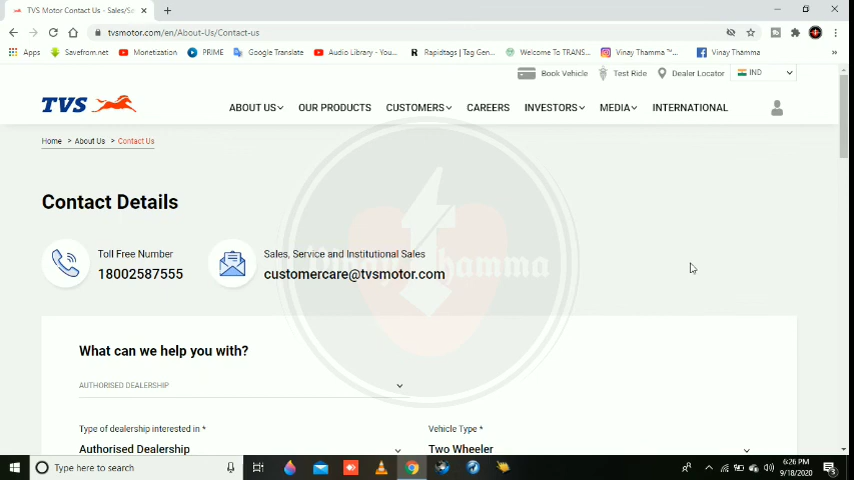 TVS Motor Contact Us - Sales/Se
tvsmotor.com/en/About-Us/Contact-us
Apps Savefrom.net Monetization PRIME Google Translate Audio Library - You... Rapidtags | Tag Gen... Welcome To TRANS... Vinay Thamma ™... Vinay Thamma
Book Vehicle Test Ride Dealer Locator IND
TVS
ABOUT US OUR PRODUCTS CUSTOMERS CAREERS INVESTORS MEDIA INTERNATIONAL
Home > About Us > Contact Us
Contact Details
Toll Free Number
18002587555
Sales, Service and Institutional Sales
customercare@tvsmotor.com
Vinay Thamma
What can we help you with?
AUTHORISED DEALERSHIP
Type of dealership interested in *
Authorised Dealership
Vehicle Type *
Two Wheeler
Type here to search
6:26 PM
9/18/2020
3